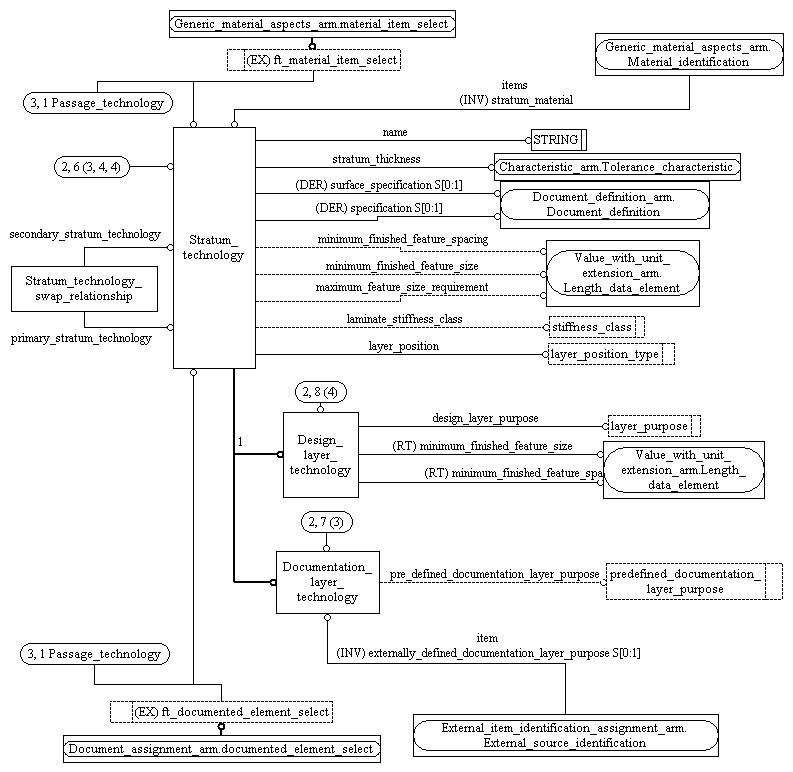 Generic_material_aspects_arm.material_item_select
(EX) ft_material_item_select
Generic_material_aspects_arm.
Material_identification
3, 1 Passage_technology
items
(INV) stratum_material
name
STRING
2, 6 (3, 4, 4)
stratum_thickness
Characteristic_arm.Tolerance_characteristic
(DER) surface_specification S[0:1]
(DER) specification S[0:1]
Document_definition_arm.
Document_definition
secondary_stratum_technology
Stratum_
technology
minimum_finished_feature_spacing
minimum_finished_feature_size
maximum_feature_size_requirement
Value_with_unit_
extension_arm.
Length_data_element
Stratum_technology_
swap_relationship
primary_stratum_technology
laminate_stiffness_class
stiffness_class
layer_position
layer_position_type
2, 8 (4)
1
Design_
layer_
technology
design_layer_purpose
layer_purpose
(RT) minimum_finished_feature_size
(RT) minimum_finished_feature_spa
Value_with_unit_
extension_arm.Length_
data_element
2, 7 (3)
Documentation_
layer_
technology
pre_defined_documentation_layer_purpose
predefined_documentation_
layer_purpose
item
(INV) externally_defined_documentation_layer_purpose S[0:1]
3, 1 Passage_technology
(EX) ft_documented_element_select
Document_assignment_arm.documented_element_select
External_item_identification_assignment_arm.
External_source_identification